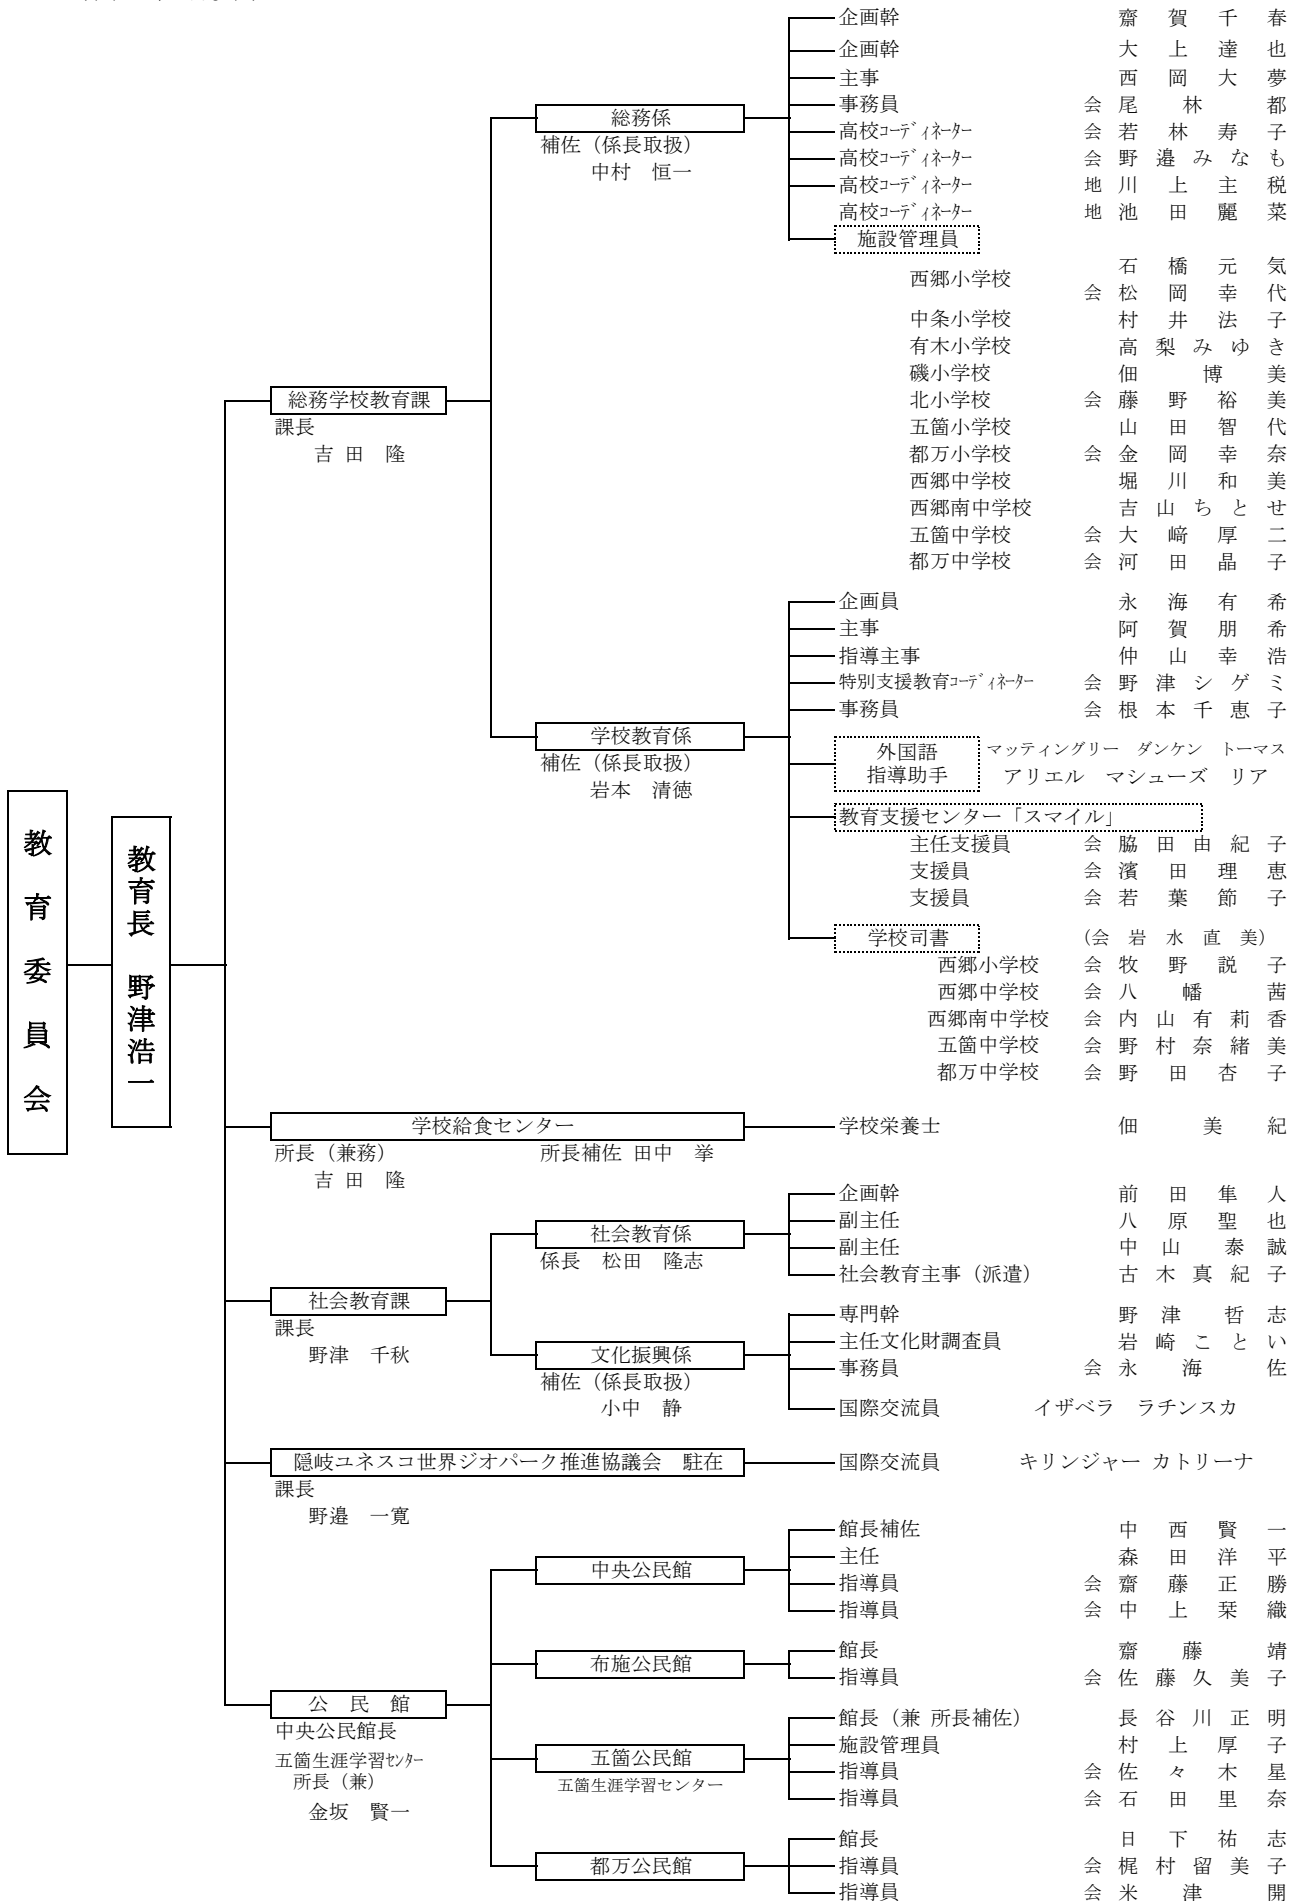 企画幹 齋賀千春
企画幹 大上達也
主事 西岡大夢
事務員 会 尾林都
高校コーディネーター 会 若林寿子
高校コーディネーター 会 野邉みなも
高校コーディネーター 地 川上主税
高校コーディネーター 地 池田麗菜
総務係
補佐（係長取扱）
中村 恒一
施設管理員
西郷小学校 石橋元気
会 松岡幸代
中条小学校 村井法子
有木小学校 高梨みゆき
磯小学校 佃博美
北小学校 会 藤野裕美
五箇小学校 山田智代
都万小学校 会 金岡幸奈
西郷中学校 堀川和美
西郷南中学校 吉山ちとせ
五箇中学校 会 大﨑厚二
都万中学校 会 河田晶子
総務学校教育課
課長
吉田 隆
企画員 永海有希
主事 阿賀朋希
指導主事 仲山幸浩
特別支援教育コーディネーター 会 野津シゲミ
事務員 会 根本千恵子
学校教育係
補佐（係長取扱）
岩本 清徳
外国語
指導助手
マッティングリー ダンケン トーマス
アリエル マシューズ リア
教育支援センター「スマイル」
主任支援員 会 脇田由紀子
支援員 会 濱田理恵
支援員 会 若葉節子
学校司書 (会 岩水直美)
西郷小学校 会 牧野説子
西郷中学校 会 八幡茜
西郷南中学校 会 内山有莉香
五箇中学校 会 野村奈緒美
都万中学校 会 野田杏子
教育委員会
教育長 野津浩一
学校給食センター
所長（兼務） 所長補佐 田中 挙
吉田 隆
学校栄養士 佃美紀
社会教育課
課長
野津 千秋
社会教育係
係長 松田 隆志
企画幹 前田隼人
副主任 八原聖也
副主任 中山泰誠
社会教育主事（派遣） 古木真紀子
文化振興係
補佐（係長取扱）
小中 静
専門幹 野津哲志
主任文化財調査員 岩崎ことい
事務員 会 永海佐
国際交流員 イザベラ ラチンスカ
隠岐ユネスコ世界ジオパーク推進協議会 駐在
課長
野邉 一寛
国際交流員 キリンジャー カトリーナ
公民館
中央公民館長
五箇生涯学習センター
所長（兼）
金坂 賢一
中央公民館
館長補佐 中西賢一
主任 森田洋平
指導員 会 齋藤正勝
指導員 会 中上栞織
布施公民館
館長 齋藤靖
指導員 会 佐藤久美子
五箇公民館
五箇生涯学習センター
館長（兼 所長補佐） 長谷川正明
施設管理員 村上厚子
指導員 会 佐々木星
指導員 会 石田里奈
都万公民館
館長 日下祐志
指導員 会 梶村留美子
指導員 会 米津開